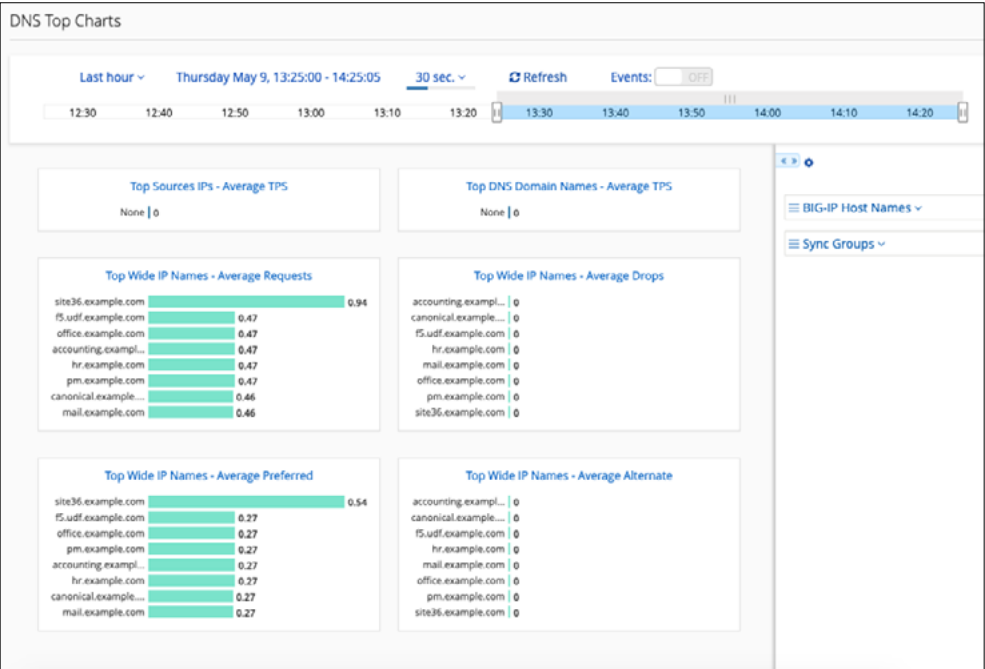 DNS Top Charts
Last hour Thursday May 9, 13:25:00 - 14:25:05 30 sec. Refresh Events: OFF
12:30 12:40 12:50 13:00 13:10 13:20 13:30 13:40 13:50 14:00 14:10 14:20
Top Sources IPs - Average TPS
None 0
Top DNS Domain Names - Average TPS
None 0
BIG-IP Host Names
Sync Groups
Top Wide IP Names - Average Requests
site36.example.com 0.94
f5.udf.example.com 0.47
office.example.com 0.47
accounting.exampl... 0.47
hr.example.com 0.47
pm.example.com 0.47
canonical.example.... 0.46
mail.example.com 0.46
Top Wide IP Names - Average Drops
accounting.exampl... 0
canonical.example.... 0
f5.udf.example.com 0
hr.example.com 0
mail.example.com 0
office.example.com 0
pm.example.com 0
site36.example.com 0
Top Wide IP Names - Average Preferred
site36.example.com 0.54
f5.udf.example.com 0.27
office.example.com 0.27
pm.example.com 0.27
accounting.exampl... 0.27
hr.example.com 0.27
canonical.example.... 0.27
mail.example.com 0.27
Top Wide IP Names - Average Alternate
accounting.exampl... 0
canonical.example.... 0
f5.udf.example.com 0
hr.example.com 0
mail.example.com 0
office.example.com 0
pm.example.com 0
site36.example.com 0